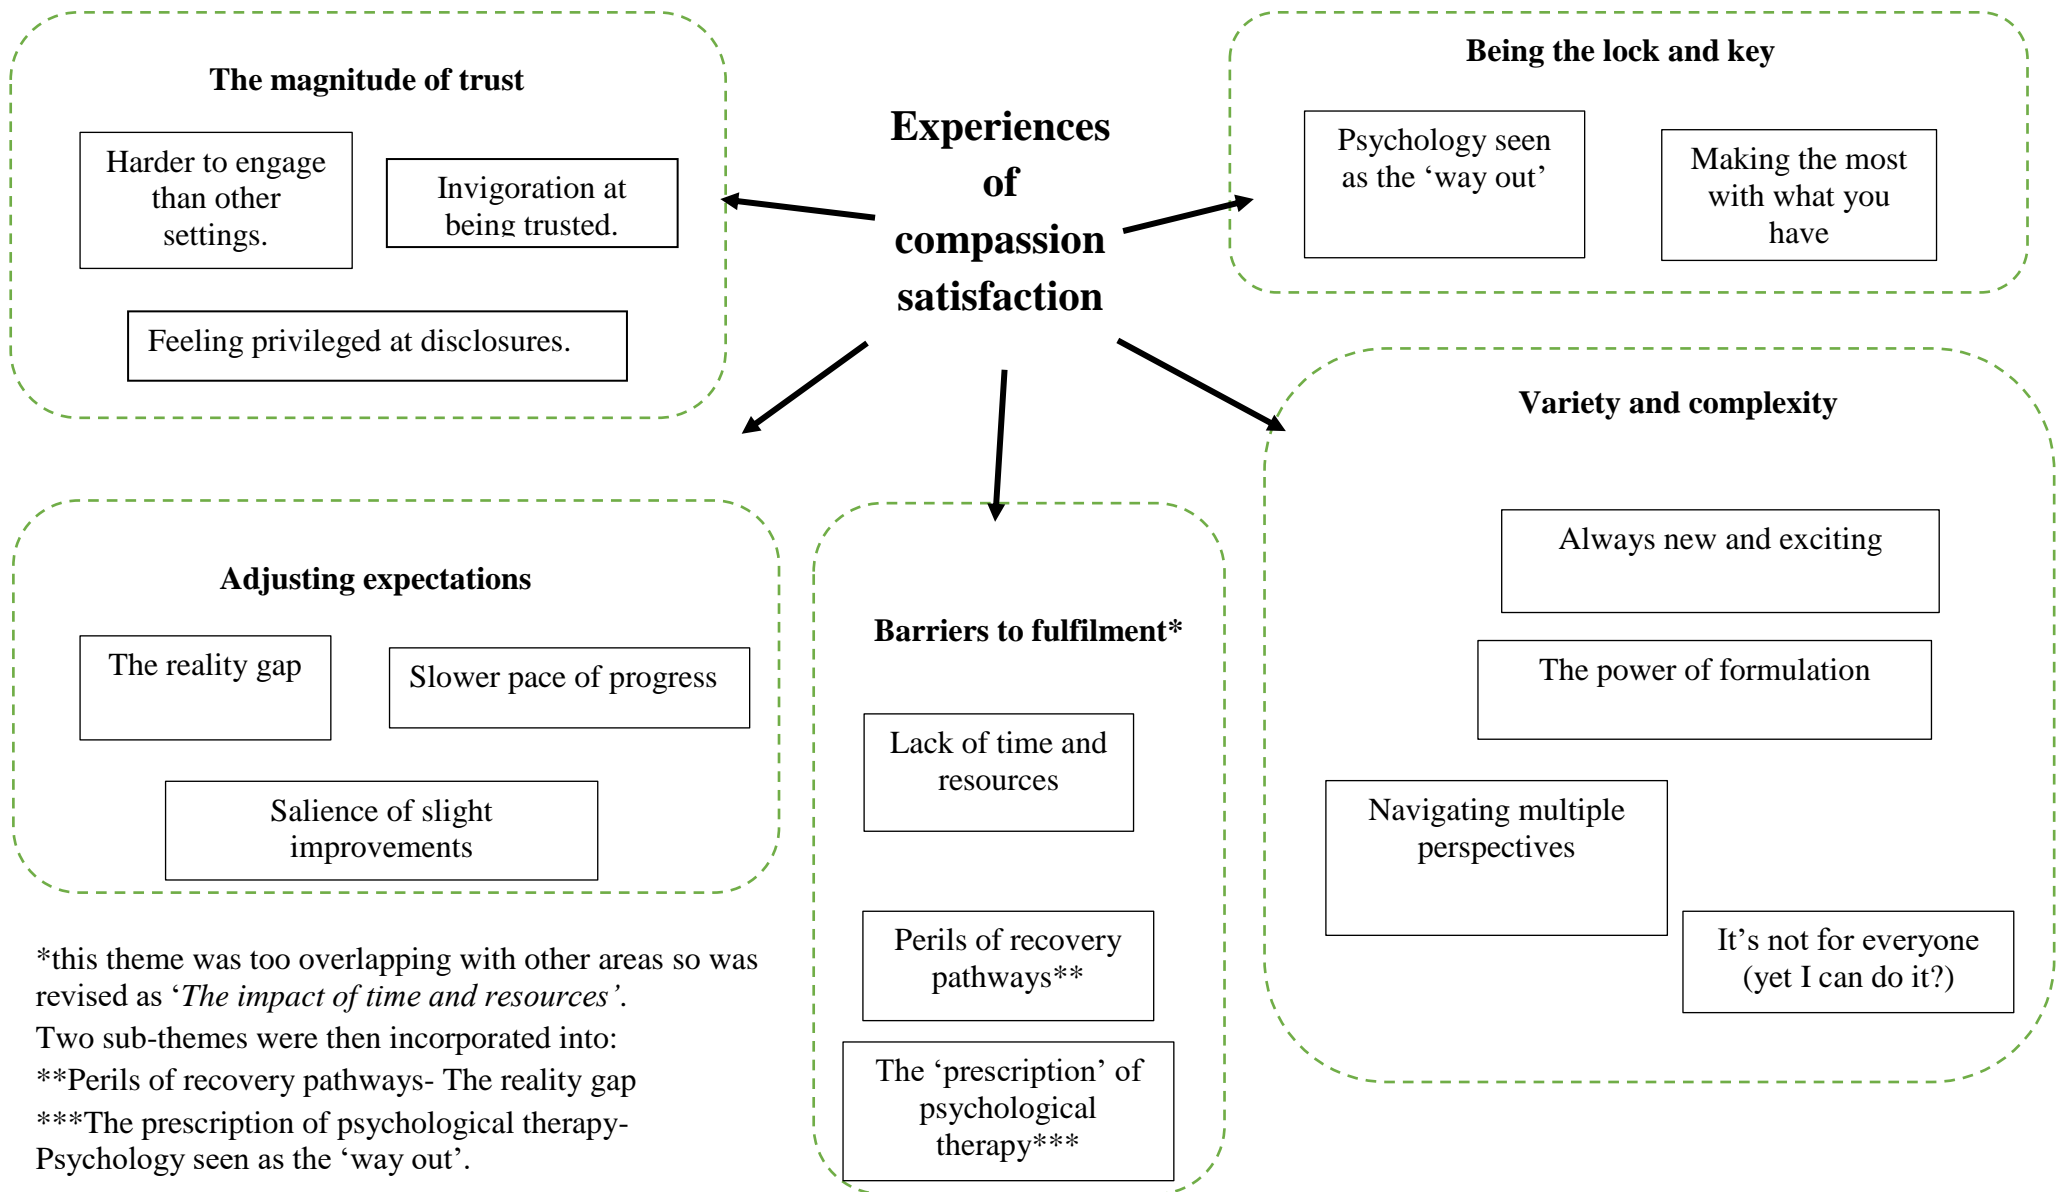 The magnitude of trust
Harder to engage
than other
settings.
Invigoration at
being trusted.
Feeling privileged at disclosures.
Experiences
of
compassion
satisfaction
Being the lock and key
Psychology seen
as the ‘way out’
Making the most
with what you
have
Variety and complexity
Always new and exciting
The power of formulation
Navigating multiple
perspectives
It’s not for everyone
(yet I can do it?)
Adjusting expectations
The reality gap
Slower pace of progress
Salience of slight
improvements
Barriers to fulfilment*
Lack of time and
resources
Perils of recovery
pathways**
The ‘prescription’ of
psychological
therapy***
*this theme was too overlapping with other areas so was
revised as ‘The impact of time and resources’.
Two sub-themes were then incorporated into:
**Perils of recovery pathways- The reality gap
***The prescription of psychological therapy-
Psychology seen as the ‘way out’.